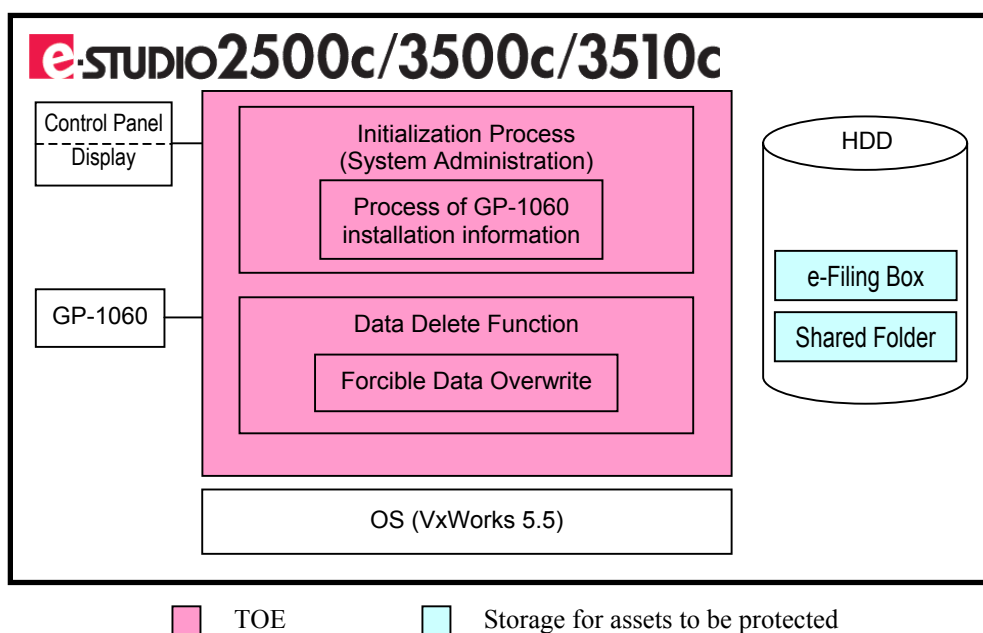 e-STUDIO2500c/3500c/3510c
Control Panel
Display
Initialization Process
(System Administration)
Process of GP-1060
installation information
HDD
e-Filing Box
Shared Folder
GP-1060
Data Delete Function
Forcible Data Overwrite
OS (VxWorks 5.5)
TOE
Storage for assets to be protected